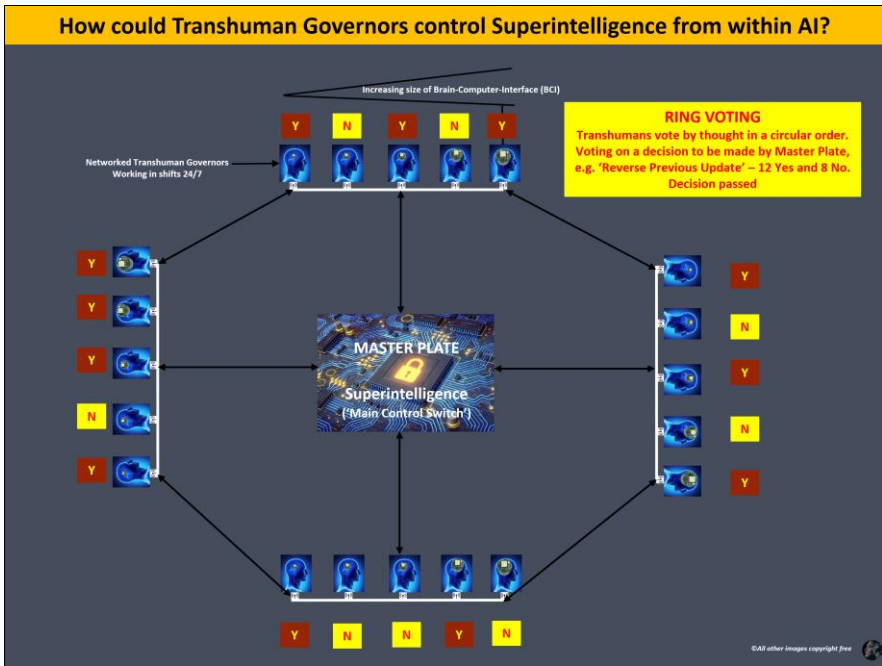 How could Transhuman Governors control Superintelligence from within AI?
Increasing size of Brain-Computer-Interface (BCI)
Y
N
Y
N
Y
RING VOTING
Transhumans vote by thought in a circular order.
Voting on a decision to be made by Master Plate,
e.g. ‘Reverse Previous Update’ – 12 Yes and 8 No.
Decision passed
Networked Transhuman Governors
Working in shifts 24/7
Y
Y
Y
N
Y
MASTER PLATE
Superintelligence
(‘Main Control Switch’)
Y
N
Y
N
Y
Y
N
N
Y
N
©All other images copyright free